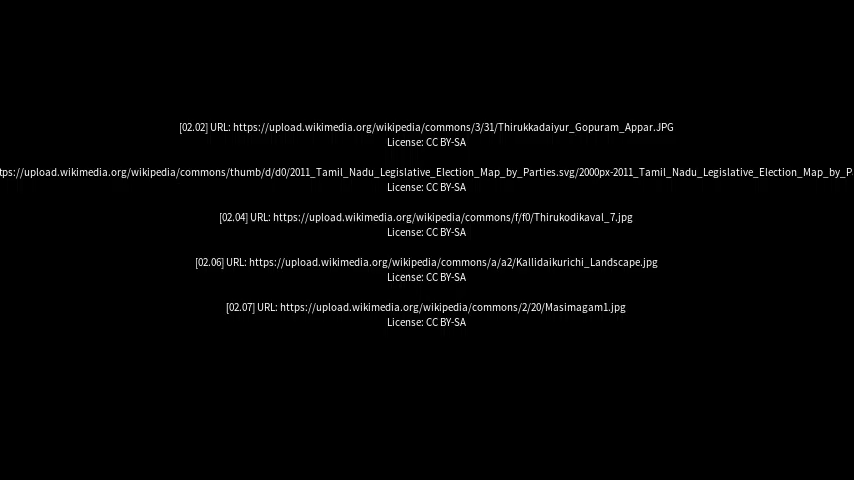 [02.02] URL: https://upload.wikimedia.org/wikipedia/commons/3/31/Thirukkadaiyur_Gopuram_Appar.JPG
License: CC BY-SA
tps://upload.wikimedia.org/wikipedia/commons/thumb/d/d0/2011_Tamil_Nadu_Legislative_Election_Map_by_Parties.svg/2000px-2011_Tamil_Nadu_Legislative_Election_Map_by_P
License: CC BY-SA
[02.04] URL: https://upload.wikimedia.org/wikipedia/commons/f/f0/Thirukodikaval_7.jpg
License: CC BY-SA
[02.06] URL: https://upload.wikimedia.org/wikipedia/commons/a/a2/Kallidaikurichi_Landscape.jpg
License: CC BY-SA
[02.07] URL: https://upload.wikimedia.org/wikipedia/commons/2/20/Masimagam1.jpg
License: CC BY-SA